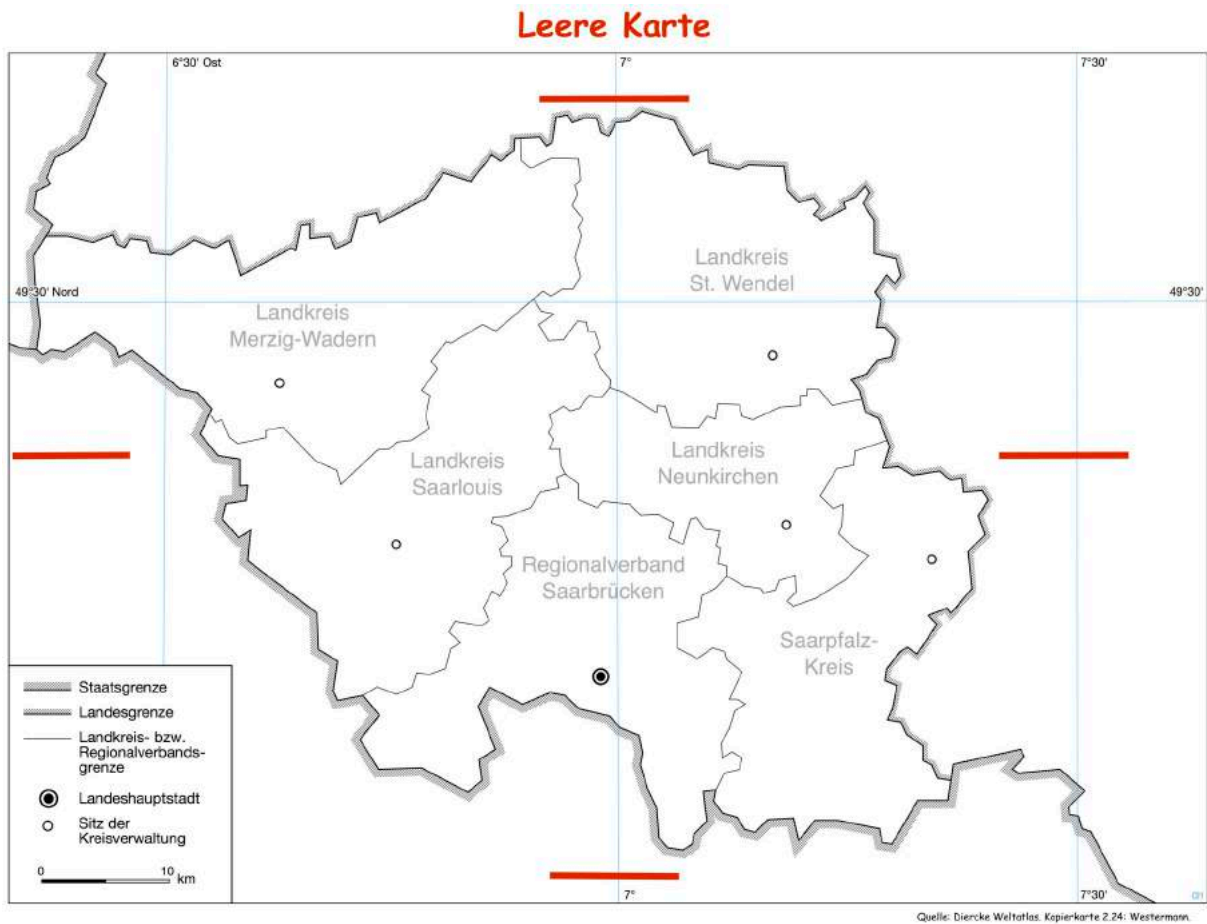 Leere Karte
6°30' Ost
7°
7°30'
Landkreis
St. Wendel
49°30' Nord
49°30'
Landkreis
Merzig-Wadern
Landkreis
Saarlouis
Landkreis
Neunkirchen
Regionalverband
Saarbrücken
Saarpfalz-
Kreis
Staatsgrenze
Landesgrenze
Landkreis- bzw.
Regionalverbands-
grenze
Landeshauptstadt
Sitz der
Kreisverwaltung
0 10
km
7°
7°30'
Quelle: Diercke Weltatlas. Kopierkarte 2.24: Westermann.